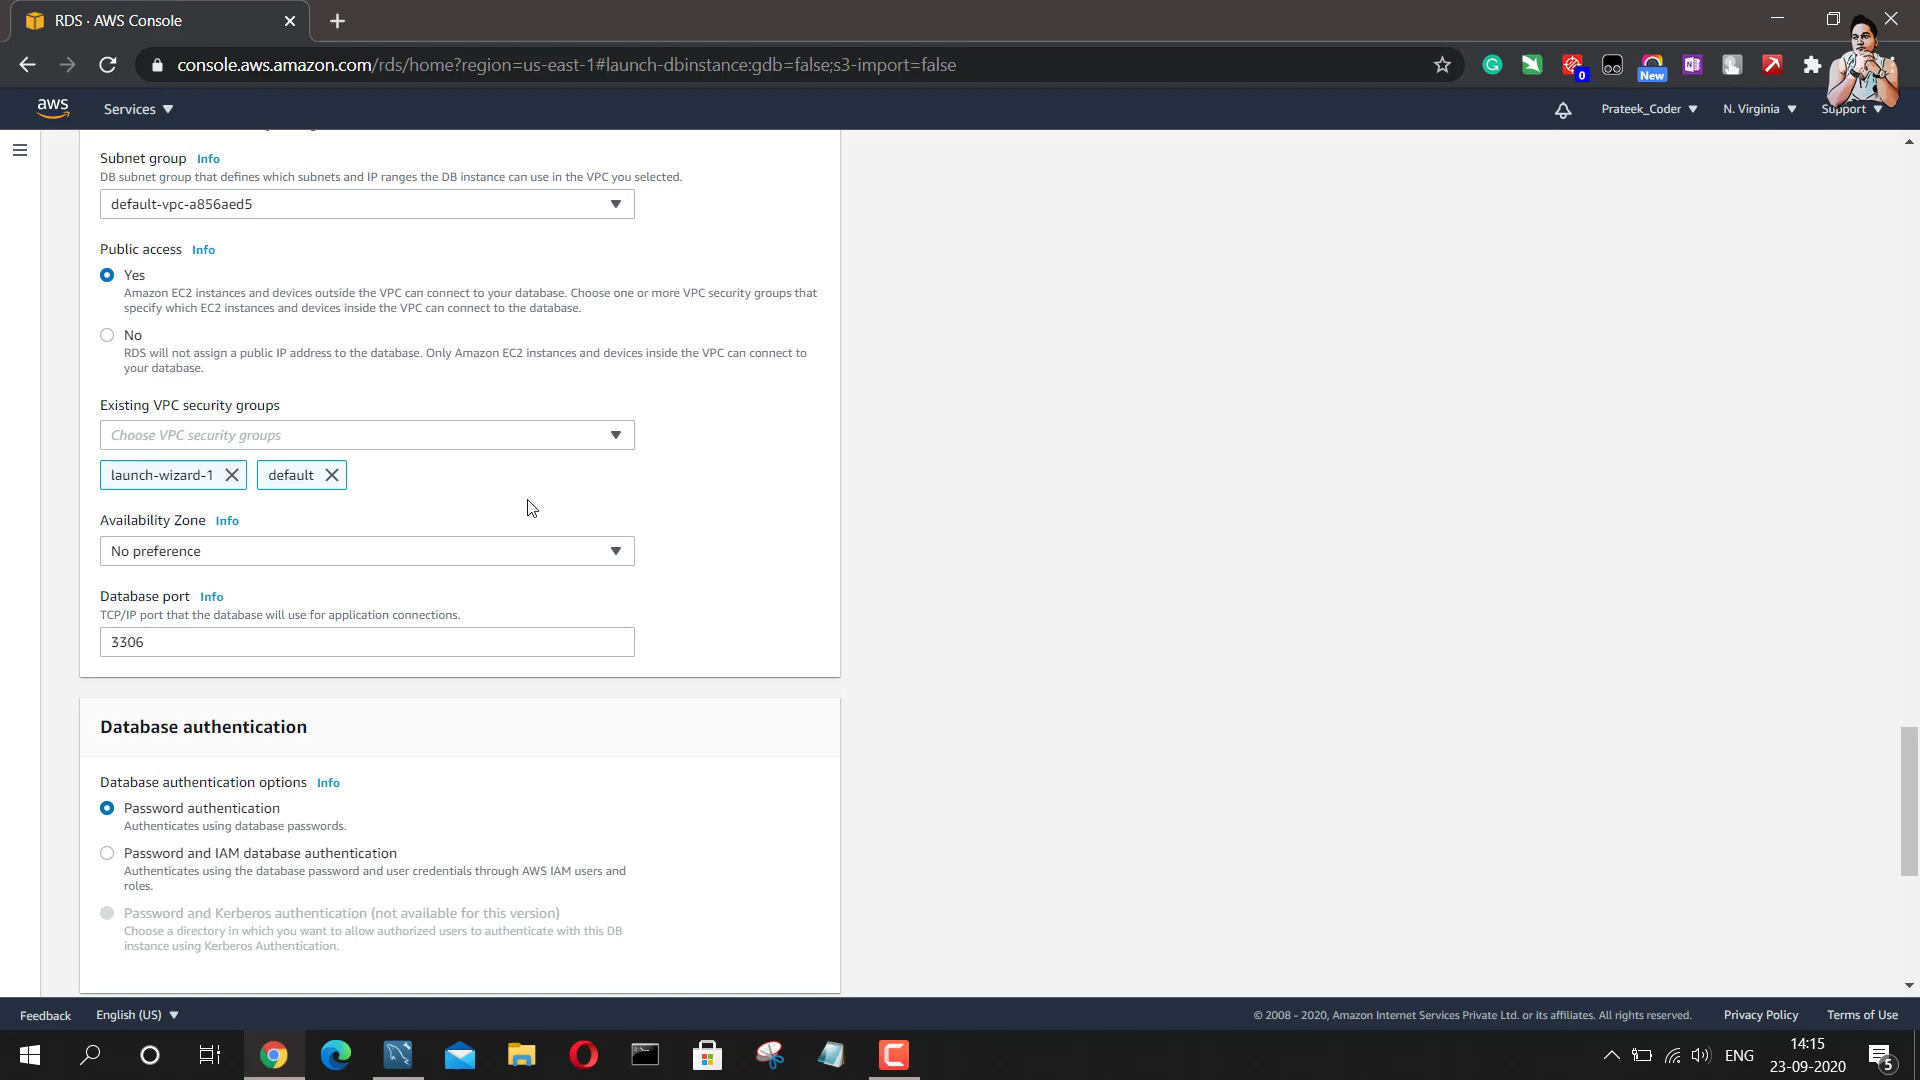 RDS · AWS Console
console.aws.amazon.com/rds/home?region=us-east-1#launch-dbinstance:gdb=false;s3-import=false
0
New
aws
Services
Prateek_Coder
N. Virginia
Support
Subnet group Info
DB subnet group that defines which subnets and IP ranges the DB instance can use in the VPC you selected.
default-vpc-a856aed5
Public access Info
Yes
Amazon EC2 instances and devices outside the VPC can connect to your database. Choose one or more VPC security groups that
specify which EC2 instances and devices inside the VPC can connect to the database.
No
RDS will not assign a public IP address to the database. Only Amazon EC2 instances and devices inside the VPC can connect to
your database.
Existing VPC security groups
Choose VPC security groups
launch-wizard-1 default
Availability Zone Info
No preference
Database port Info
TCP/IP port that the database will use for application connections.
3306
Database authentication
Database authentication options Info
Password authentication
Authenticates using database passwords.
Password and IAM database authentication
Authenticates using the database password and user credentials through AWS IAM users and
roles.
Password and Kerberos authentication (not available for this version)
Choose a directory in which you want to allow authorized users to authenticate with this DB
instance using Kerberos Authentication.
Feedback English (US) © 2008 - 2020, Amazon Internet Services Private Ltd. or its affiliates. All rights reserved. Privacy Policy Terms of Use
ENG
14:15
23-09-2020
5